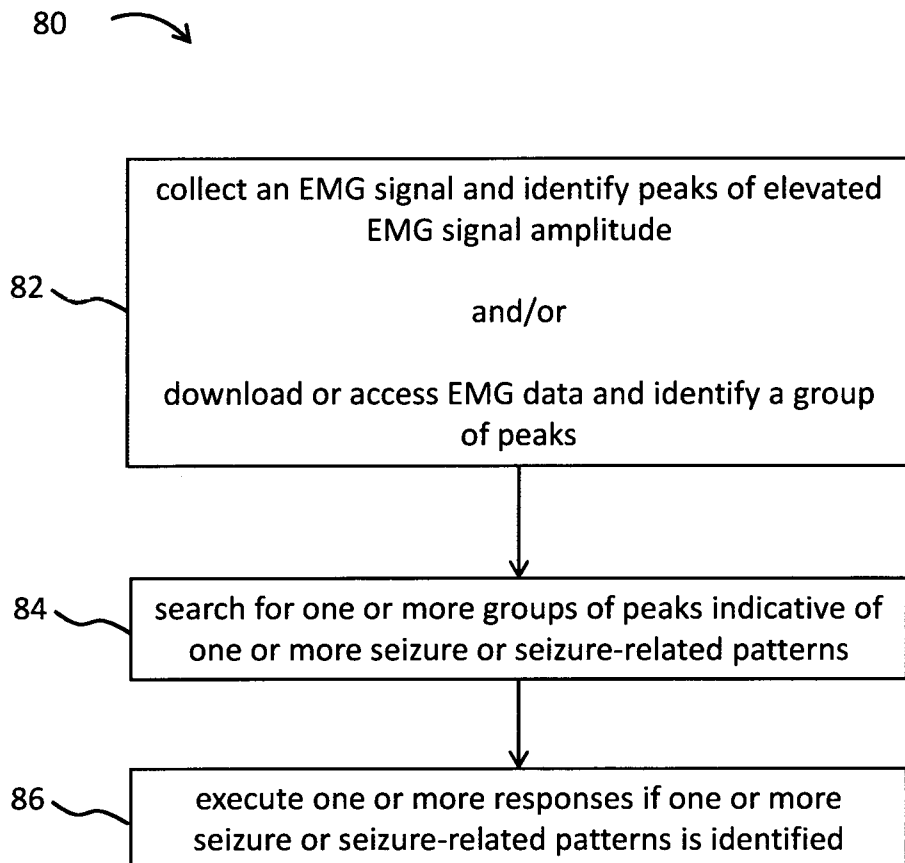 80
collect an EMG signal and identify peaks of elevated
EMG signal amplitude
82
and/or
download or access EMG data and identify a group
of peaks
84
search for one or more groups of peaks indicative of
one or more seizure or seizure-related patterns
86
execute one or more responses if one or more
seizure or seizure-related patterns is identified